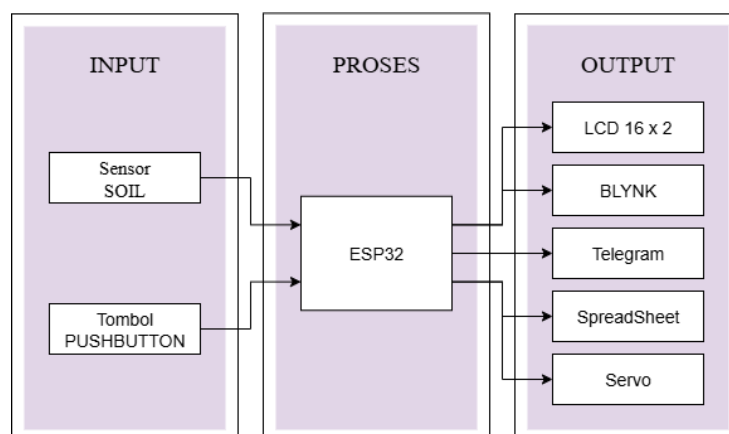 INPUT
Sensor
SOIL
Tombol
PUSHBUTTON
PROSES
ESP32
OUTPUT
LCD 16 x 2
BLYNK
Telegram
SpreadSheet
Servo